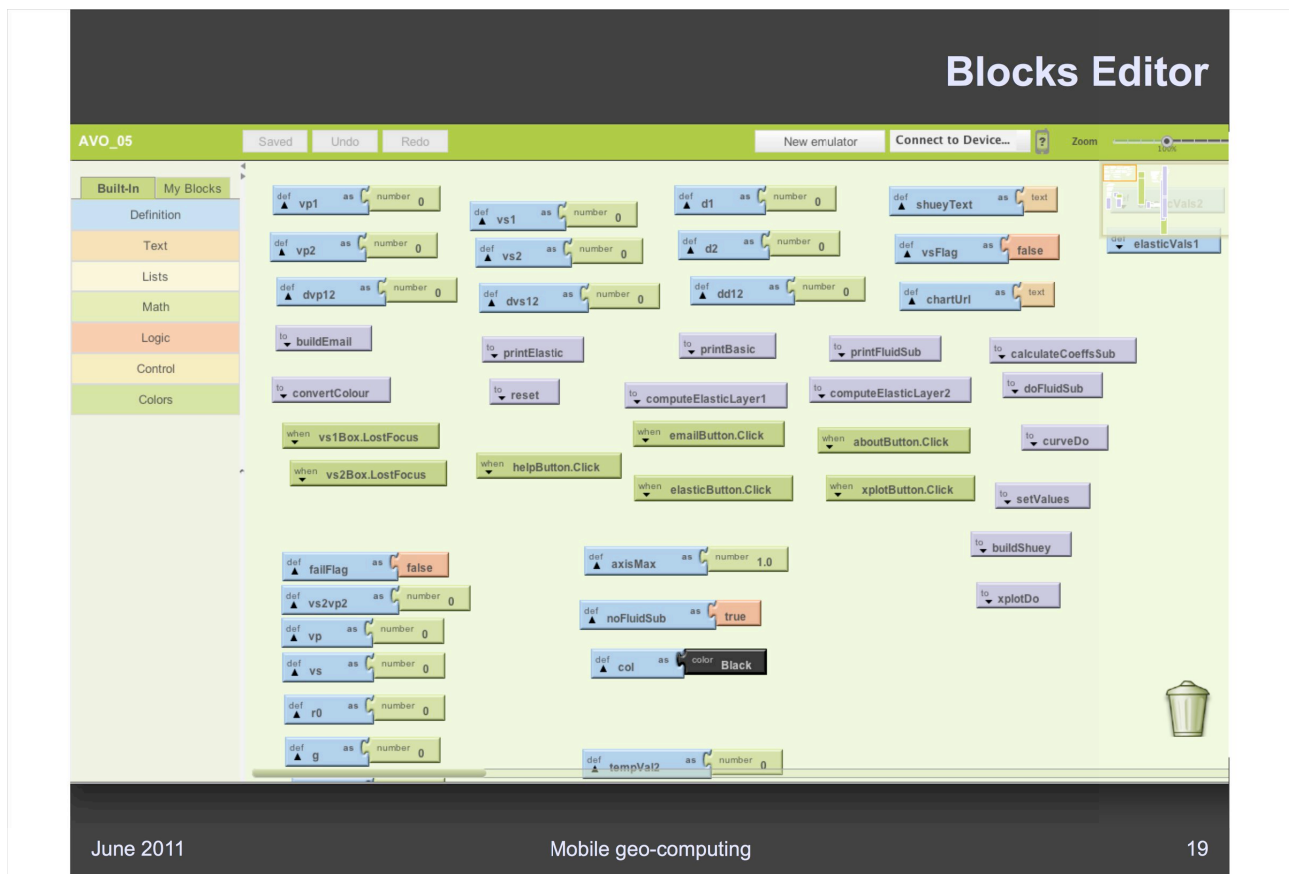 Blocks Editor
AVO_05
Saved Undo Redo New emulator Connect to Device... ? Zoom
100%
Built-In My Blocks
Definition
Text
Lists
Math
Logic
Control
Colors
def vp1 as number 0
def vs1 as number 0
def d1 as number 0
def shueyText as text
def vp2 as number 0
def vs2 as number 0
def d2 as number 0
def vsFlag as false
def elasticVals1
def dvp12 as number 0
def dvs12 as number 0
def dd12 as number 0
def chartUrl as text
to buildEmail
to printElastic
to printBasic
to printFluidSub
to calculateCoeffsSub
to convertColour
to reset
to computeElasticLayer1
to computeElasticLayer2
to doFluidSub
when vs1Box.LostFocus
when emailButton.Click
when aboutButton.Click
to curveDo
when vs2Box.LostFocus
when helpButton.Click
when elasticButton.Click
when xplotButton.Click
to setValues
to buildShuey
def failFlag as false
def axisMax as number 1.0
def vs2vp2 as number 0
def noFluidSub as true
to xplotDo
def vp as number 0
def vs as number 0
def col as color Black
def r0 as number 0
def g as number 0
def tempVal2 as number 0
June 2011 Mobile geo-computing 19